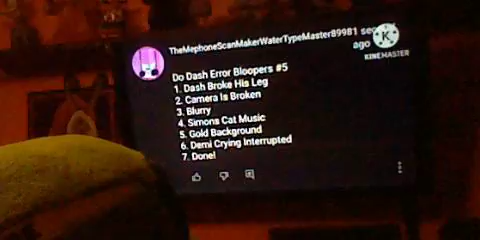 TheMephoneScanMakerWaterTypeMaster89981 sec
ago
KINEMASTER
Do Dash Error Bloopers #5
1. Dash Broke His Leg
2. Camera Is Broken
3. Blurry
4. Simons Cat Music
5. Gold Background
6. Demi Crying Interrupted
7. Done!